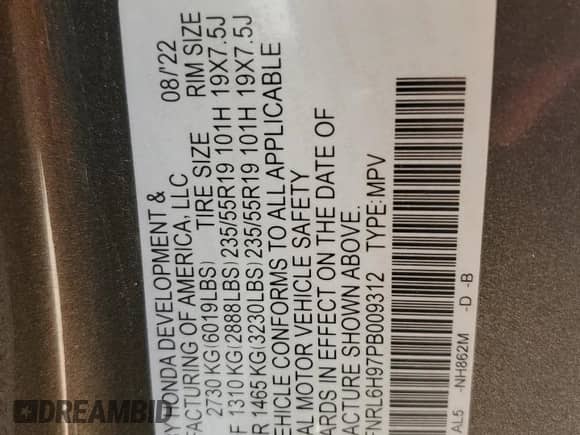 Y HONDA DEVELOPMENT &
FACTURING OF AMERICA, LLC 08/'22
TIRE SIZE RIM SIZE
2730 KG(6019LBS)
F 1310 KG(2888LBS) 235/55R19 101H 19X7.5J
R 1465 KG(3230LBS) 235/55R19 101H 19X7.5J
EHICLE CONFORMS TO ALL APPLICABLE
AL MOTOR VEHICLE SAFETY
ARDS IN EFFECT ON THE DATE OF
ACTURE SHOWN ABOVE.
FNRL6H97PB009312 TYPE:MPV
AL5 -NH862M -D -B
DREAMBID